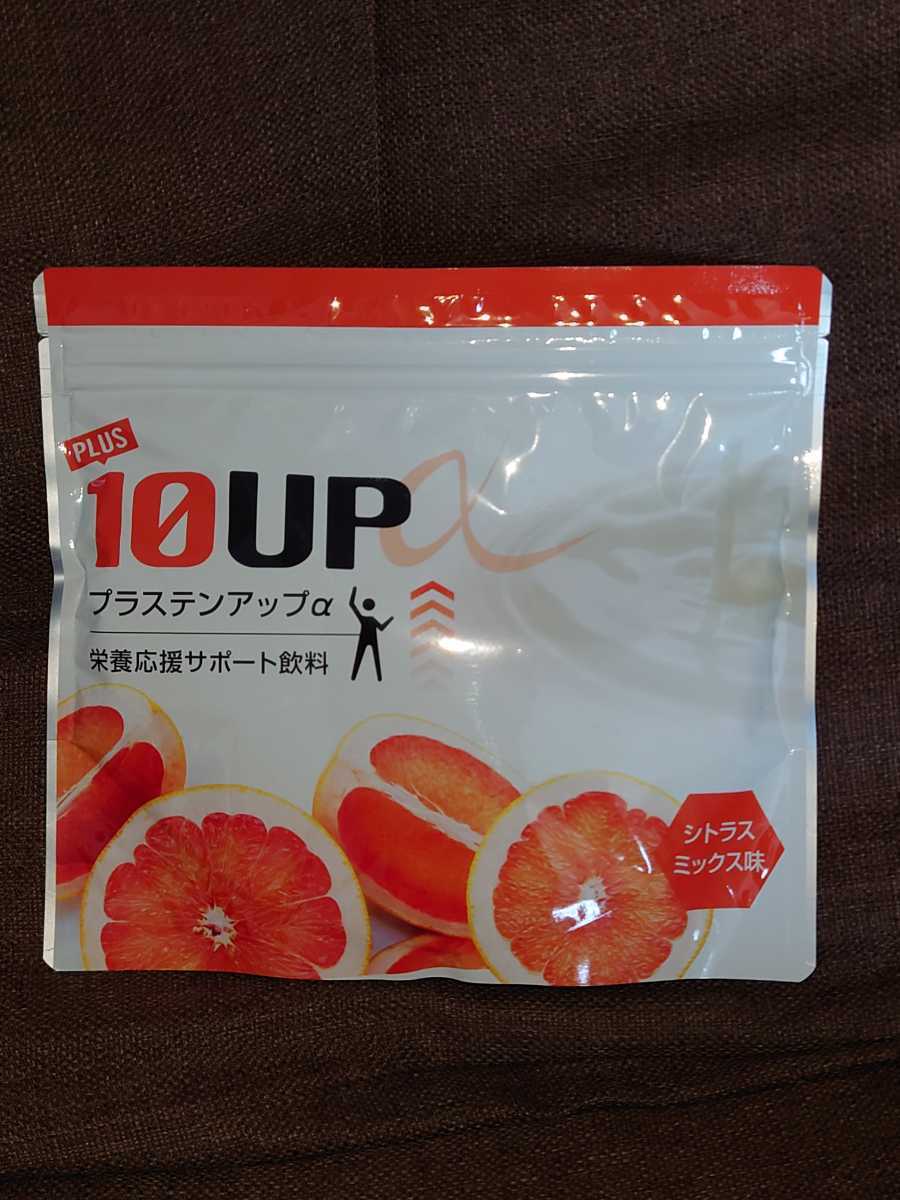 PLUS
10UPα
プラステンアップα
栄養応援サポート飲料
シトラス
ミックス味